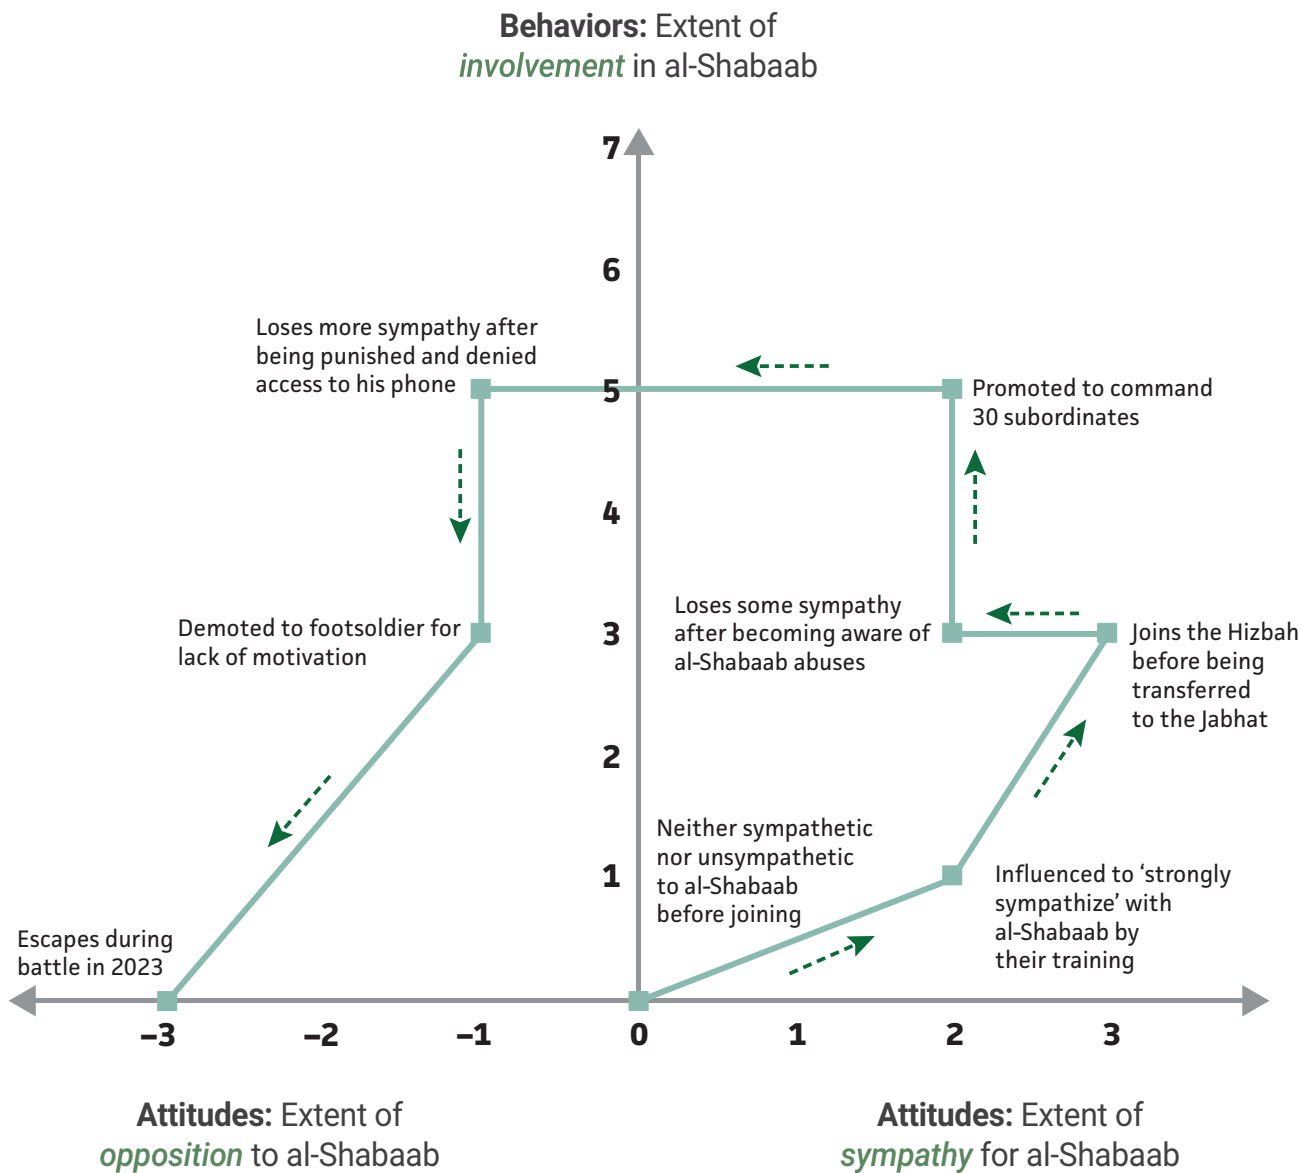 Behaviors: Extent of
involvement in al-Shabaab
7
6
Loses more sympathy after
being punished and denied
access to his phone
5
Promoted to command
30 subordinates
4
Loses some sympathy
after becoming aware of
al-Shabaab abuses
Demoted to footsoldier for
lack of motivation
3
Joins the Hizbah
before being
transferred
to the Jabhat
2
Neither sympathetic
nor unsympathetic
to al-Shabaab
before joining
1
Influenced to ‘strongly
sympathize’ with
al-Shabaab by
their training
Escapes during
battle in 2023
–3 –2 –1 0 1 2 3
Attitudes: Extent of
opposition to al-Shabaab
Attitudes: Extent of
sympathy for al-Shabaab